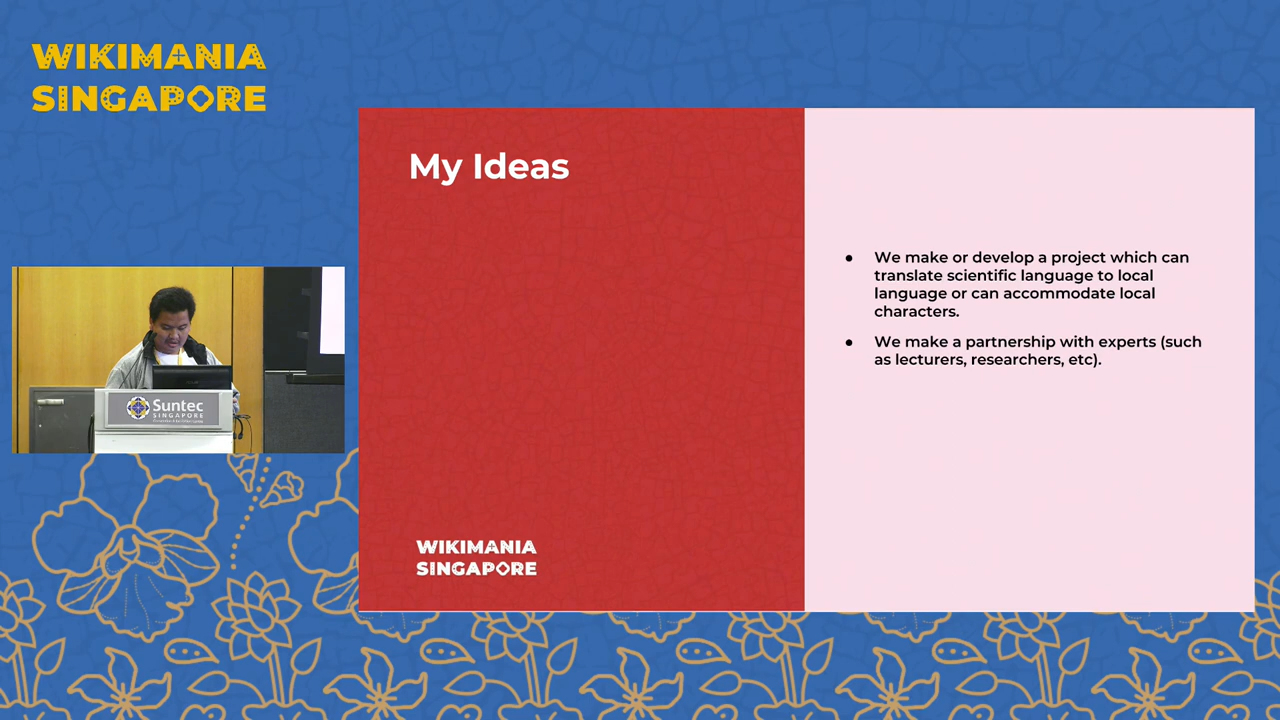 WIKIMANIA
SINGAPORE
My Ideas
● We make or develop a project which can
translate scientific language to local
language or can accommodate local
characters.
● We make a partnership with experts (such
as lecturers, researchers, etc).
Suntec
SINGAPORE
WIKIMANIA
SINGAPORE